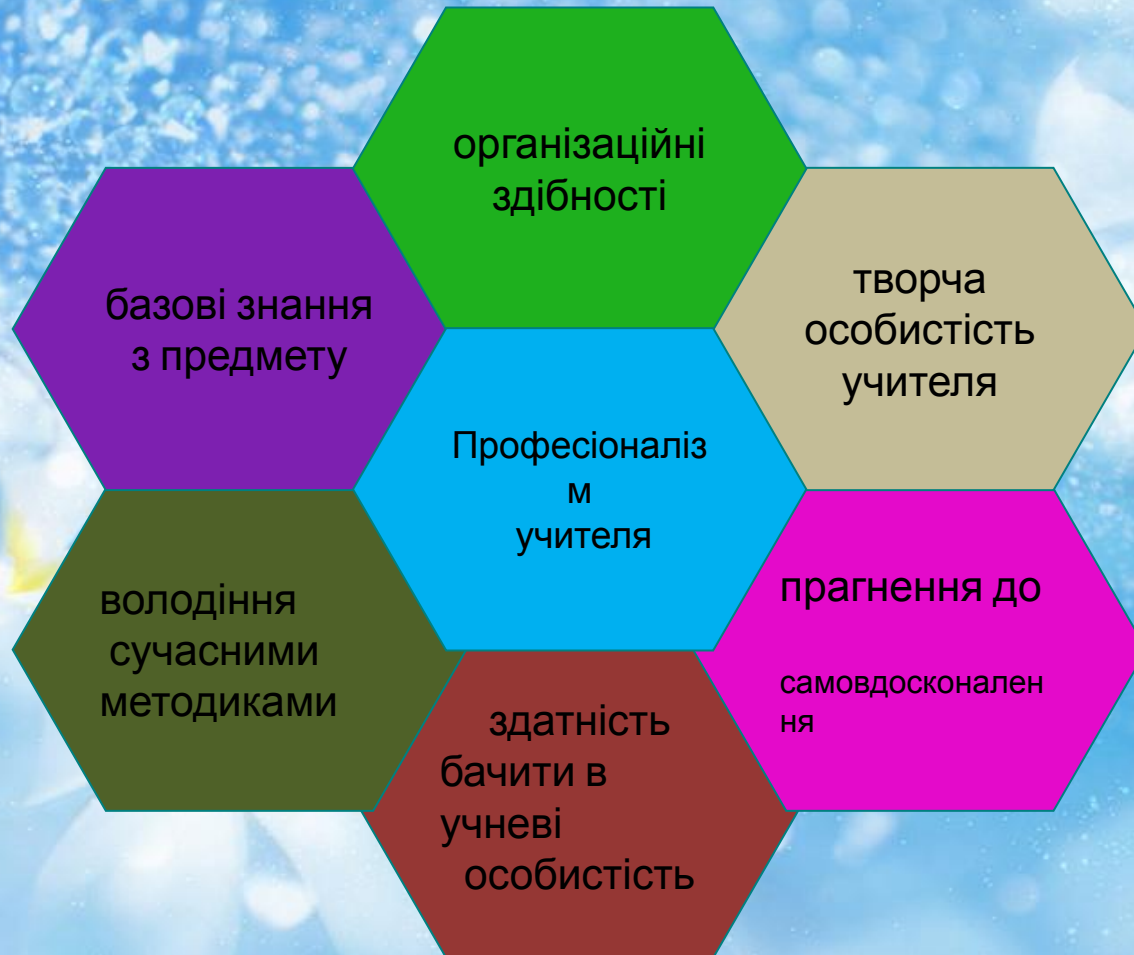 організаційні
здібності
базові знання
з предмету
творча
особистість
учителя
Професіоналіз
м
учителя
володіння
сучасними
методиками
прагнення до
самовдосконален
ня
здатність
бачити в
учневі
особистість